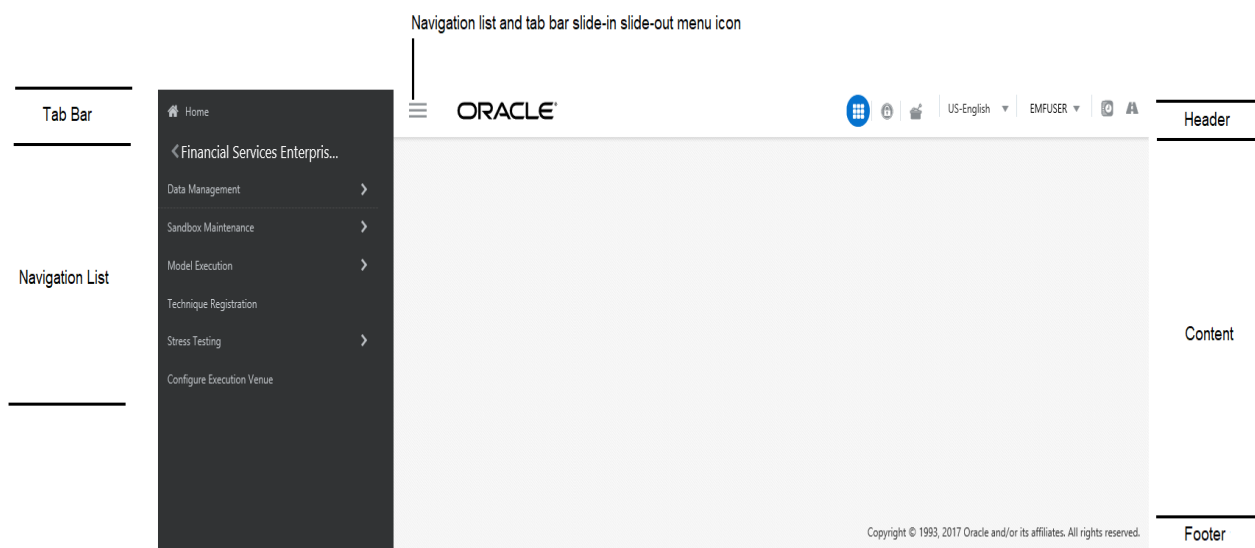 Navigation list and tab bar slide-in slide-out menu icon
Tab Bar
Home
ORACLE
US-English
EMFUSER
Header
Financial Services Enterpris...
Data Management
Sandbox Maintenance
Model Execution
Navigation List
Technique Registration
Content
Stress Testing
Configure Execution Venue
Copyright © 1993, 2017 Oracle and/or its affiliates. All rights reserved.
Footer